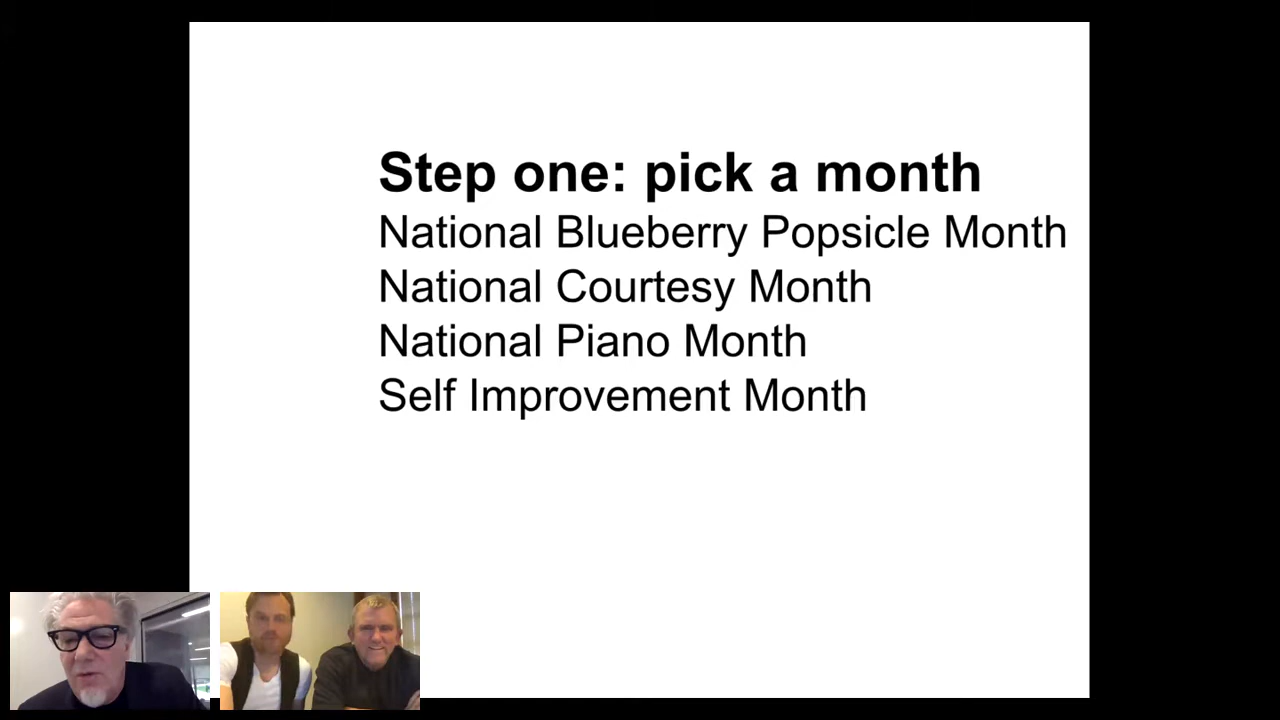 Step one: pick a month
National Blueberry Popsicle Month
National Courtesy Month
National Piano Month
Self Improvement Month